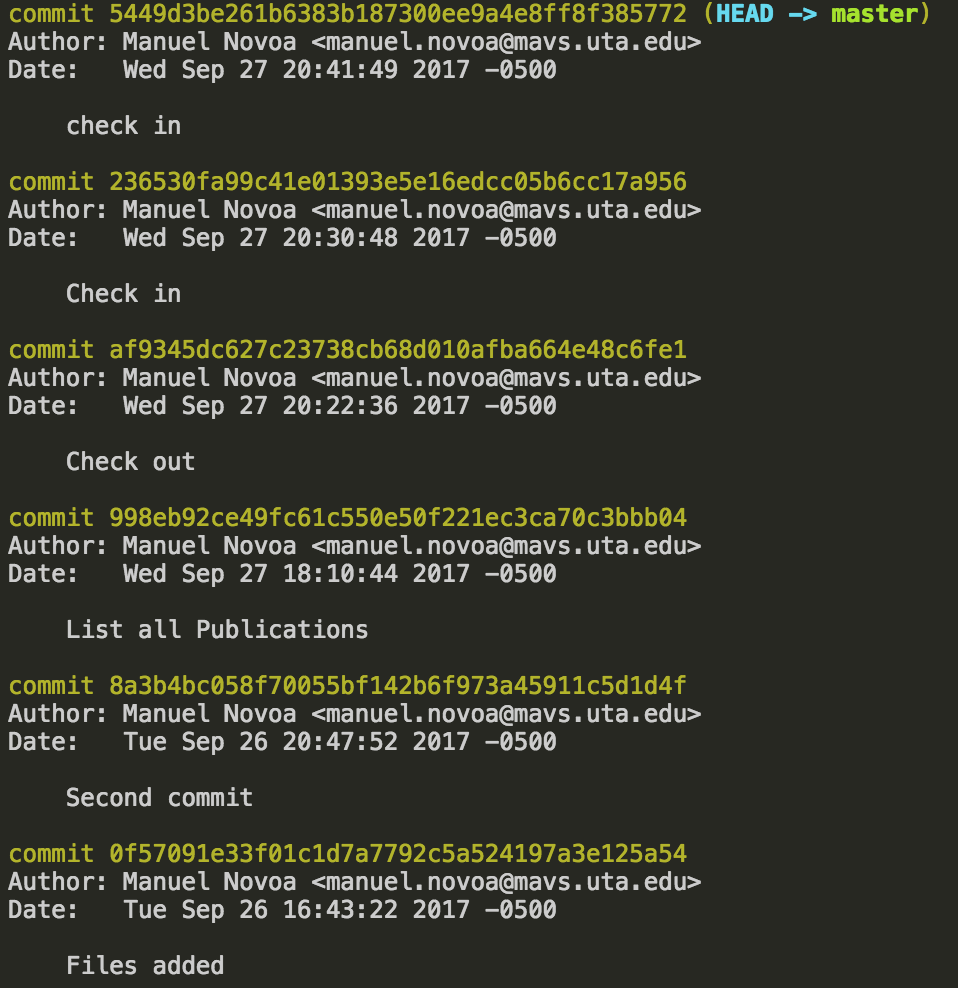 commit 5449d3be261b6383b187300ee9a4e8ff8f385772 (HEAD -> master)
Author: Manuel Novoa <manuel.novoa@mavs.uta.edu>
Date:   Wed Sep 27 20:41:49 2017 -0500
    check in
commit 236530fa99c41e01393e5e16edcc05b6cc17a956
Author: Manuel Novoa <manuel.novoa@mavs.uta.edu>
Date:   Wed Sep 27 20:30:48 2017 -0500
    Check in
commit af9345dc627c23738cb68d010afba664e48c6fe1
Author: Manuel Novoa <manuel.novoa@mavs.uta.edu>
Date:   Wed Sep 27 20:22:36 2017 -0500
    Check out
commit 998eb92ce49fc61c550e50f221ec3ca70c3bbb04
Author: Manuel Novoa <manuel.novoa@mavs.uta.edu>
Date:   Wed Sep 27 18:10:44 2017 -0500
    List all Publications
commit 8a3b4bc058f70055bf142b6f973a45911c5d1d4f
Author: Manuel Novoa <manuel.novoa@mavs.uta.edu>
Date:   Tue Sep 26 20:47:52 2017 -0500
    Second commit
commit 0f57091e33f01c1d7a7792c5a524197a3e125a54
Author: Manuel Novoa <manuel.novoa@mavs.uta.edu>
Date:   Tue Sep 26 16:43:22 2017 -0500
    Files added